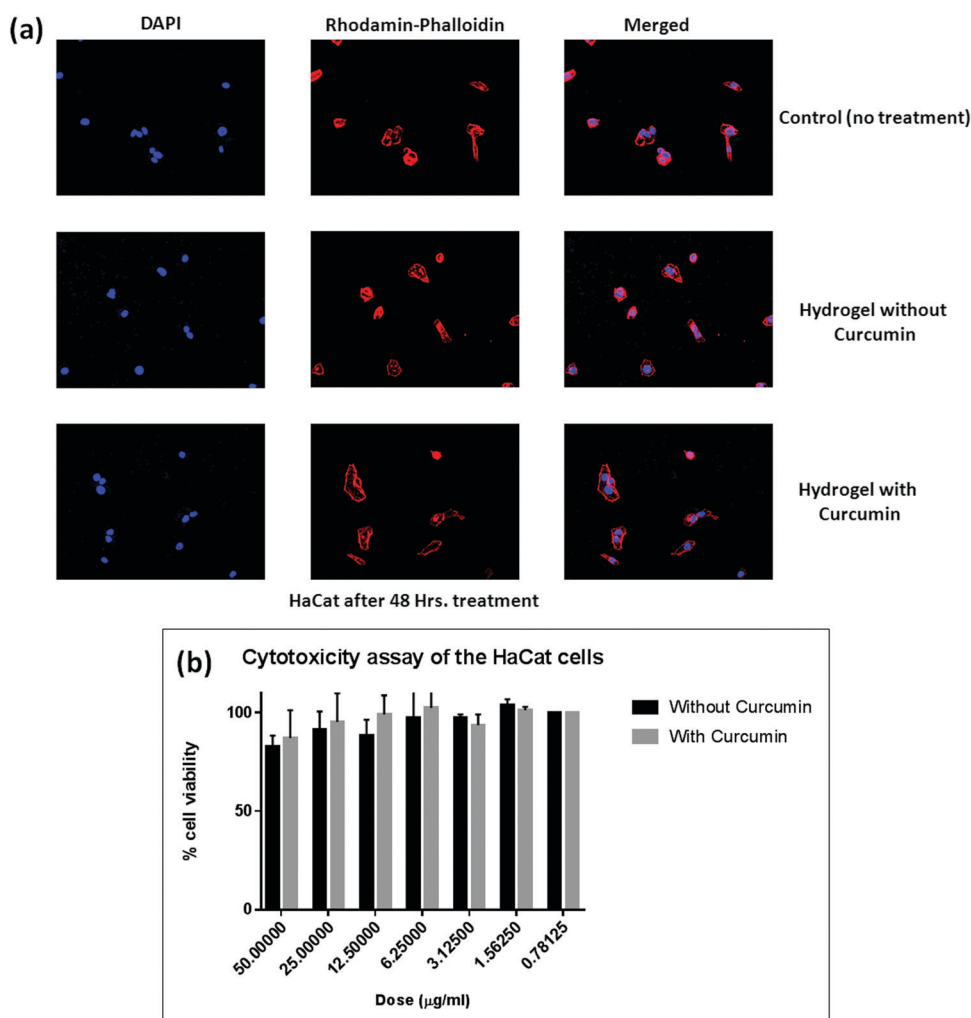 (a)
DAPI
Rhodamin-Phalloidin
Merged
Control (no treatment)
Hydrogel without
Curcumin
Hydrogel with
Curcumin
HaCat after 48 Hrs. treatment
(b) Cytotoxicity assay of the HaCat cells
Without Curcumin
With Curcumin
% cell viability
100
50
0
50.00000
25.00000
12.50000
6.25000
3.12500
1.56250
0.78125
Dose (μg/ml)